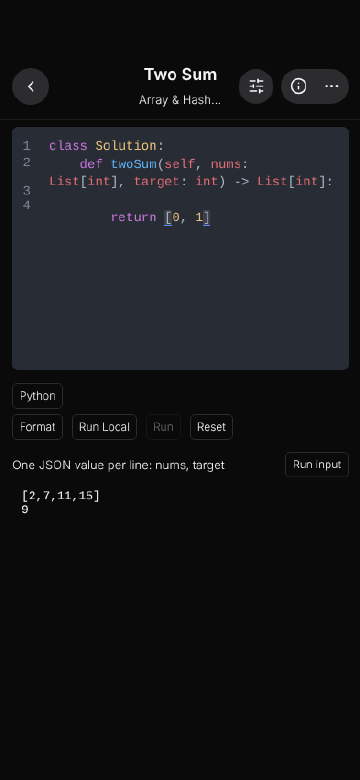 Two Sum
Array & Hash...
1 class Solution:
2     def twoSum(self, nums:
List[int], target: int) -> List[int]:
3
4         return [0, 1]
Python
Format Run Local Run Reset
One JSON value per line: nums, target Run input
[2,7,11,15]
9